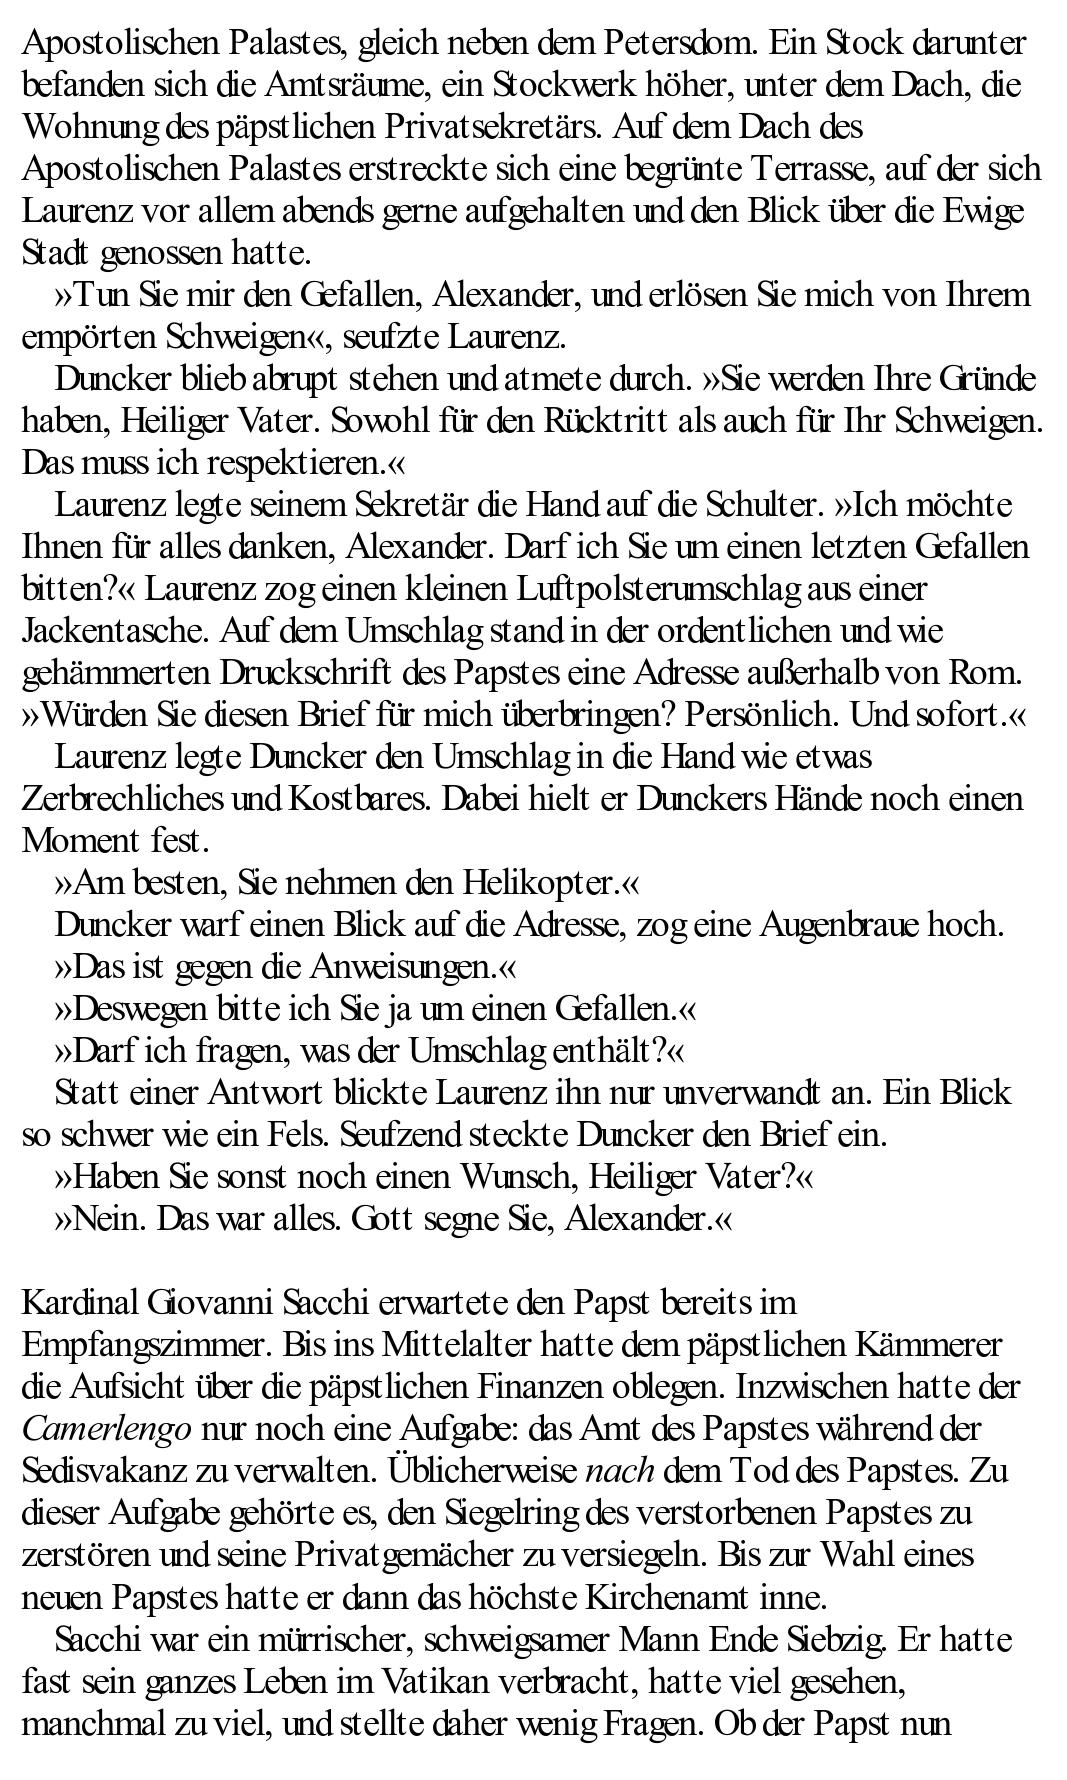 Apostolischen Palastes, gleich neben dem Petersdom. Ein Stock darunter
befanden sich die Amtsräume, ein Stockwerk höher, unter dem Dach, die
Wohnung des päpstlichen Privatsekretärs. Auf dem Dach des
Apostolischen Palastes erstreckte sich eine begrünte Terrasse, auf der sich
Laurenz vor allem abends gerne aufgehalten und den Blick über die Ewige
Stadt genossen hatte.
»Tun Sie mir den Gefallen, Alexander, und erlösen Sie mich von Ihrem
empörten Schweigen«, seufzte Laurenz.
Duncker blieb abrupt stehen und atmete durch. »Sie werden Ihre Gründe
haben, Heiliger Vater. Sowohl für den Rücktritt als auch für Ihr Schweigen.
Das muss ich respektieren.«
Laurenz legte seinem Sekretär die Hand auf die Schulter. »Ich möchte
Ihnen für alles danken, Alexander. Darf ich Sie um einen letzten Gefallen
bitten?« Laurenz zog einen kleinen Luftpolsterumschlag aus einer
Jackentasche. Auf dem Umschlag stand in der ordentlichen und wie
gehämmerten Druckschrift des Papstes eine Adresse außerhalb von Rom.
»Würden Sie diesen Brief für mich überbringen? Persönlich. Und sofort.«
Laurenz legte Duncker den Umschlag in die Hand wie etwas
Zerbrechliches und Kostbares. Dabei hielt er Dunckers Hände noch einen
Moment fest.
»Am besten, Sie nehmen den Helikopter.«
Duncker warf einen Blick auf die Adresse, zog eine Augenbraue hoch.
»Das ist gegen die Anweisungen.«
»Deswegen bitte ich Sie ja um einen Gefallen.«
»Darf ich fragen, was der Umschlag enthält?«
Statt einer Antwort blickte Laurenz ihn nur unverwandt an. Ein Blick
so schwer wie ein Fels. Seufzend steckte Duncker den Brief ein.
»Haben Sie sonst noch einen Wunsch, Heiliger Vater?«
»Nein. Das war alles. Gott segne Sie, Alexander.«
Kardinal Giovanni Sacchi erwartete den Papst bereits im
Empfangszimmer. Bis ins Mittelalter hatte dem päpstlichen Kämmerer
die Aufsicht über die päpstlichen Finanzen oblegen. Inzwischen hatte der
Camerlengo nur noch eine Aufgabe: das Amt des Papstes während der
Sedisvakanz zu verwalten. Üblicherweise nach dem Tod des Papstes. Zu
dieser Aufgabe gehörte es, den Siegelring des verstorbenen Papstes zu
zerstören und seine Privatgemächer zu versiegeln. Bis zur Wahl eines
neuen Papstes hatte er dann das höchste Kirchenamt inne.
Sacchi war ein mürrischer, schweigsamer Mann Ende Siebzig. Er hatte
fast sein ganzes Leben im Vatikan verbracht, hatte viel gesehen,
manchmal zu viel, und stellte daher wenig Fragen. Ob der Papst nun